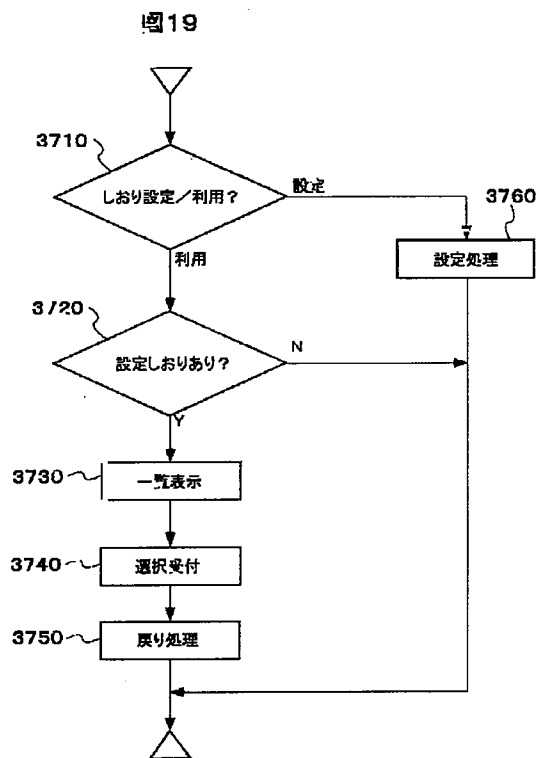 図19
3710
しおり設定/利用?
設定
3760
設定処理
利用
3720
設定しおりあり?
N
Y
3730
一覧表示
3740
選択受付
3750
戻り処理